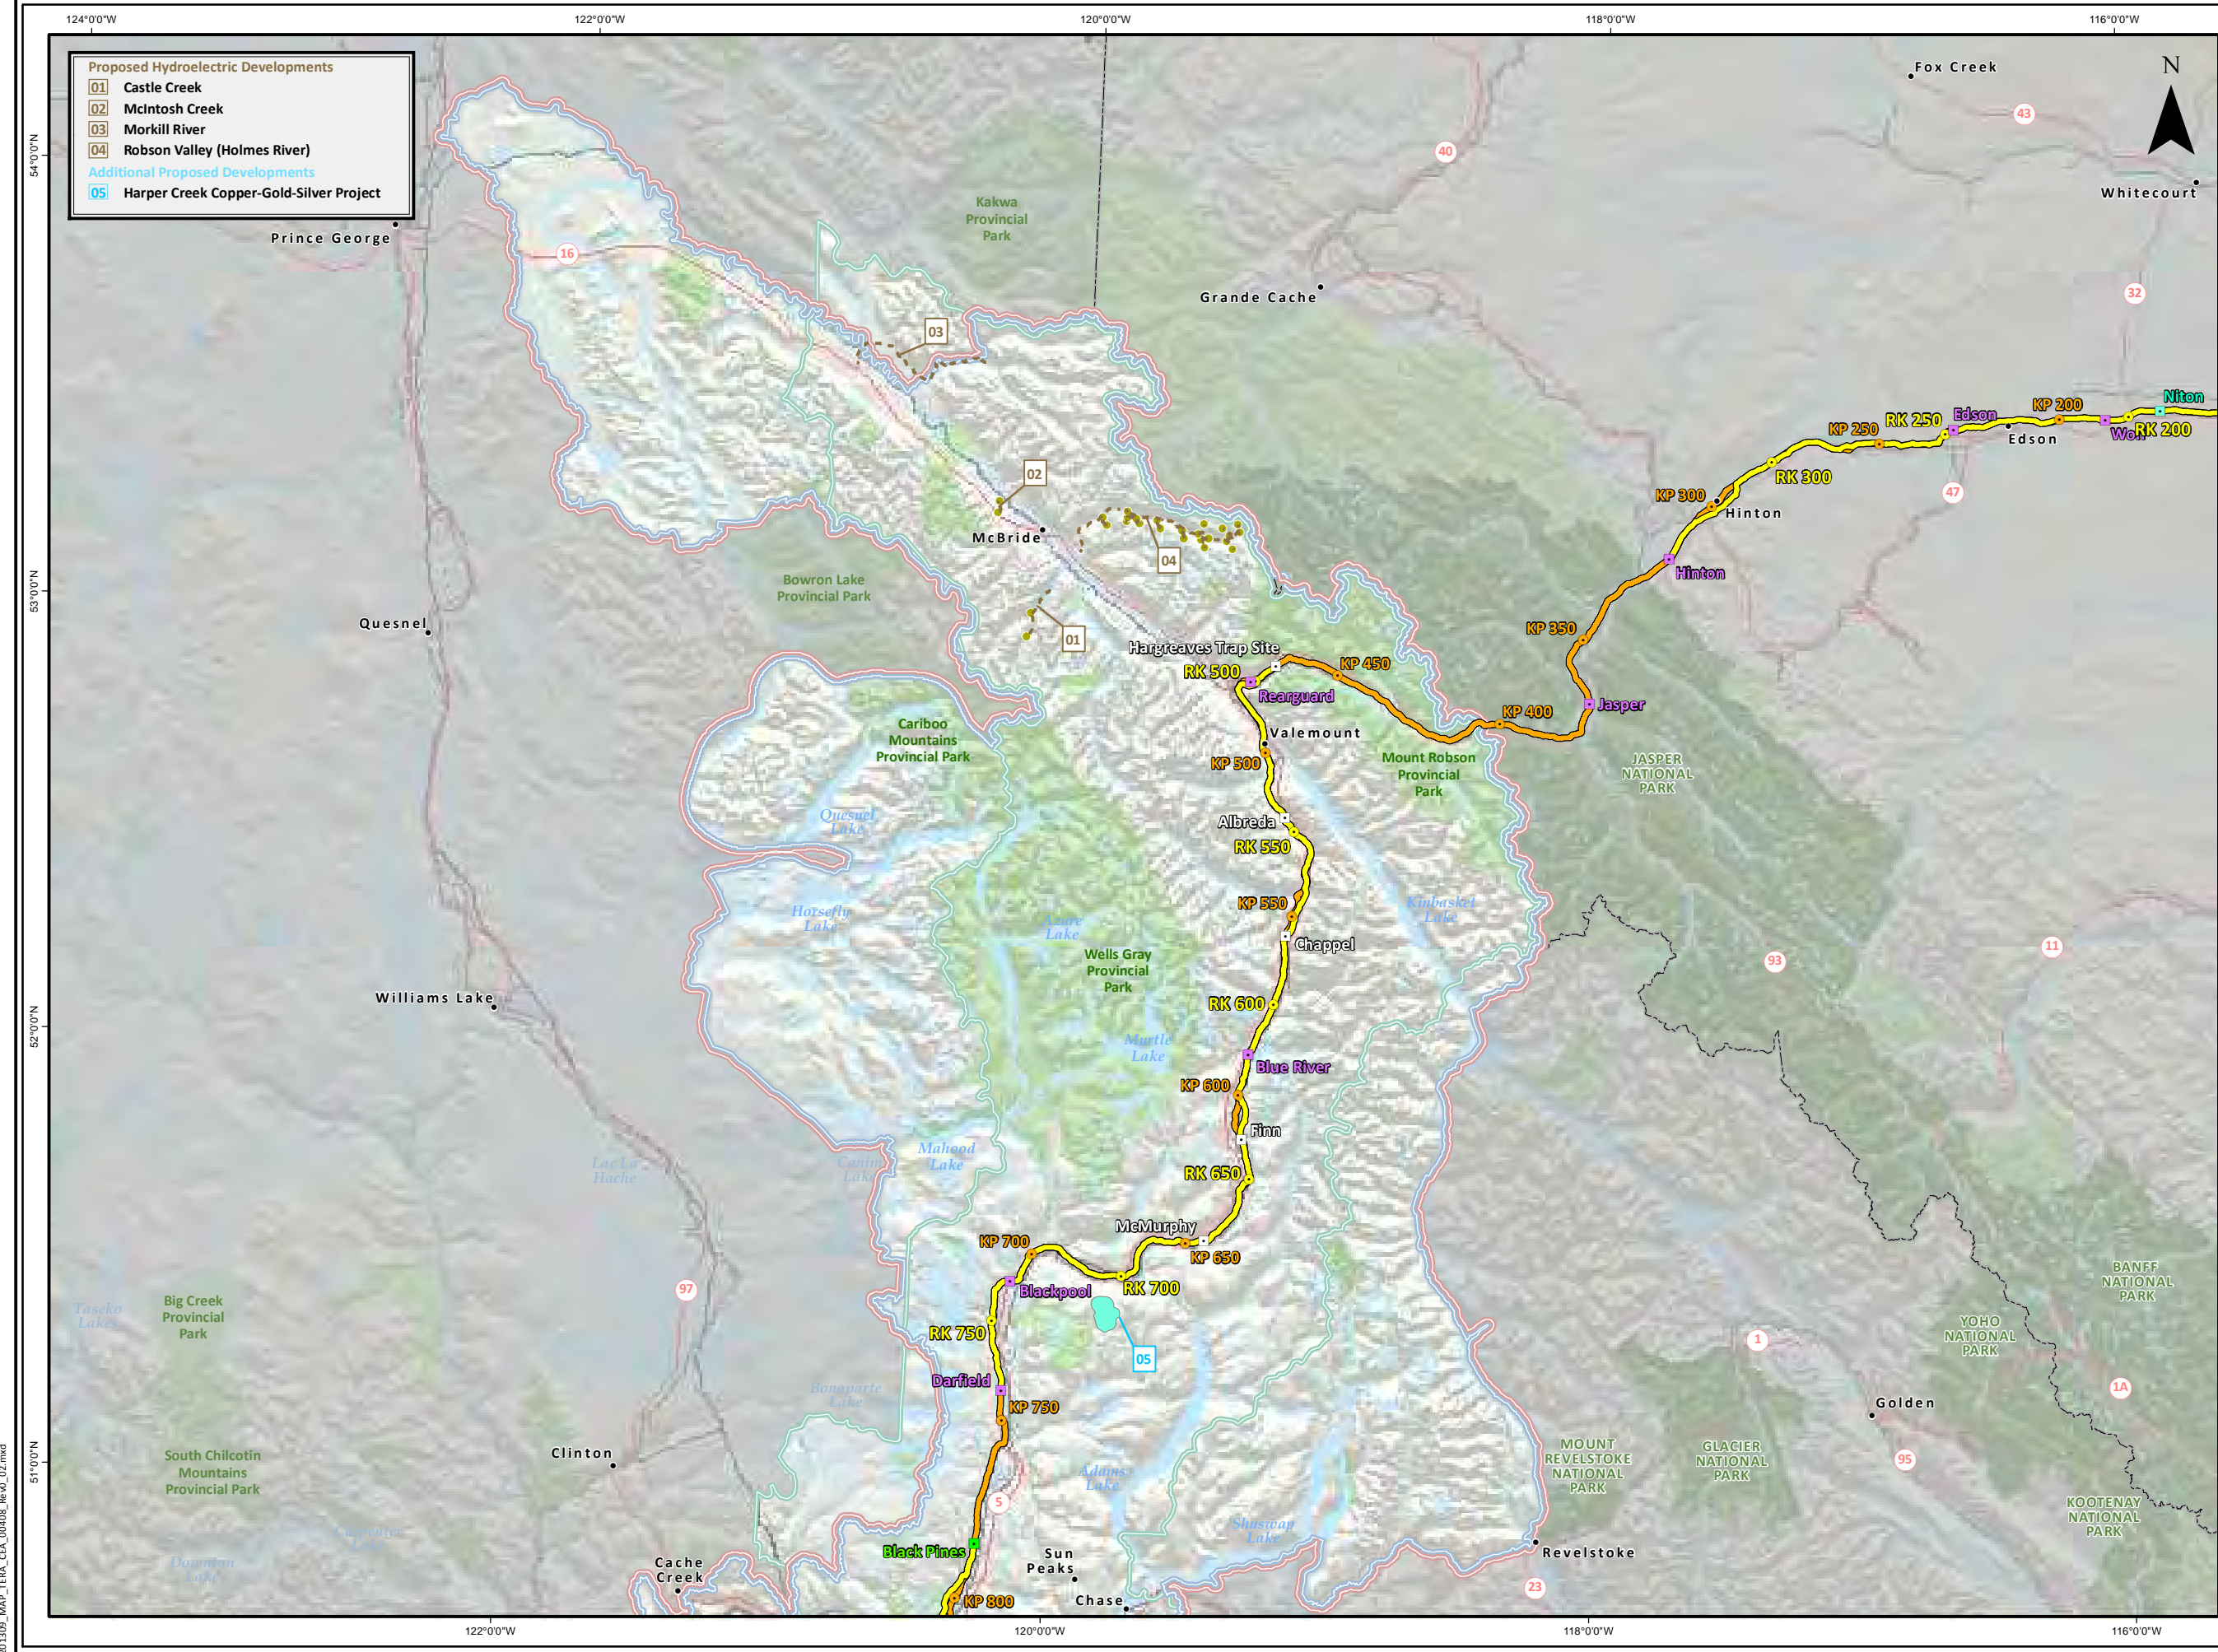 124°0'0"W
122°0'0"W
120°0'0"W
118°0'0"W
116°0'0"W
Proposed Hydroelectric Developments
01 Castle Creek
02 McIntosh Creek
03 Morkill River
04 Robson Valley (Holmes River)
Additional Proposed Developments
05 Harper Creek Copper-Gold-Silver Project
N
Fox Creek
43
40
54°0'0"N
Whitecourt
Kakwa
Provincial
Park
Prince George
16
Grande Cache
32
03
Niton
KP 200
RK 250
Edson
KP 250
RK 200
Edson
02
RK 300
47
KP 300
Hinton
McBride
04
Hinton
53°0'0"N
Bowron Lake
Provincial Park
Quesnel
01
KP 350
Hargreaves Trap Site
RK 500
KP 450
Rearguard
Jasper
KP 400
Cariboo
Mountains
Provincial Park
Valemount
KP 500
Mount Robson
Provincial
Park
JASPER
NATIONAL
PARK
Quesnel
Lake
Albreda
RK 550
KP 550
Kinbasket
Lake
Horsefly
Lake
Azure
Lake
Chappel
11
93
Wells Gray
Provincial
Park
Williams Lake
RK 600
52°0'0"N
Murtle
Lake
Blue River
KP 600
Finn
Mahood
Lake
Canim
Lake
Lac La
Hache
RK 650
McMurphy
KP 700
KP 650
Blackpool
RK 700
97
BANFF
NATIONAL
PARK
Big Creek
Provincial
Park
Taseko
Lakes
YOHO
NATIONAL
PARK
RK 750
1
05
Darfield
Bonaparte
Lake
1A
KP 750
Golden
Clinton
51°0'0"N
South Chilcotin
Mountains
Provincial Park
MOUNT
REVELSTOKE
NATIONAL
PARK
GLACIER
NATIONAL
PARK
95
Adams
Lake
5
KOOTENAY
NATIONAL
PARK
Carpenter
Lake
Shuswap
Lake
Downton
Lake
Black Pines
Revelstoke
Cache
Creek
Sun
Peaks
23
KP 800
Chase
122°0'0"W
120°0'0"W
118°0'0"W
116°0'0"W